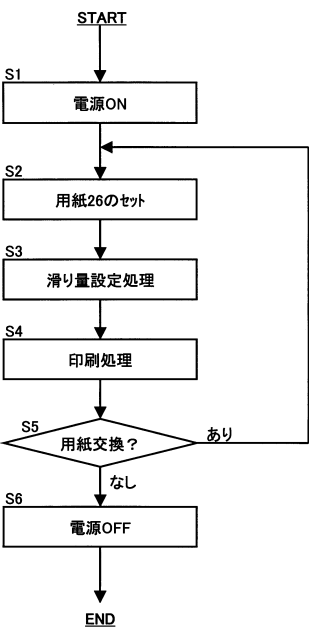 START
S1
電源ON
S2
用紙26のセット
S3
滑り量設定処理
S4
印刷処理
S5
用紙交換？
あり
なし
S6
電源OFF
END